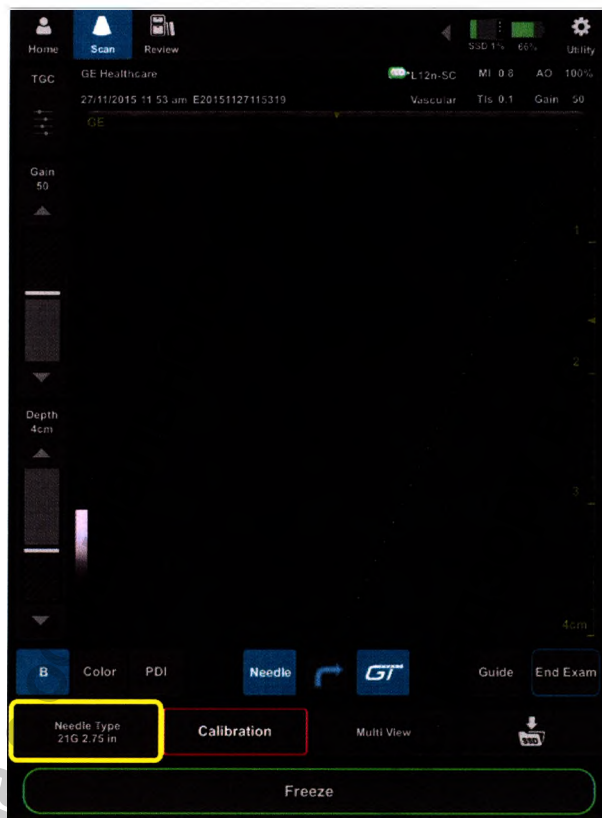 Home
Scan
Review
SSD 1%
66%
Utility
TGC
GE Healthcare
L12n-SC
MI 0.8
AO 100%
27/11/2015 11 53 am E20151127115319
Vascular
TIs 0.1
Gain 50
GE
Gain
50
1
2
Depth
4cm
3
4cm
B
Color
PDI
Needle
GT
Guide
End Exam
Needle Type
21G 2.75 in
Calibration
Multi View
SSD
Freeze